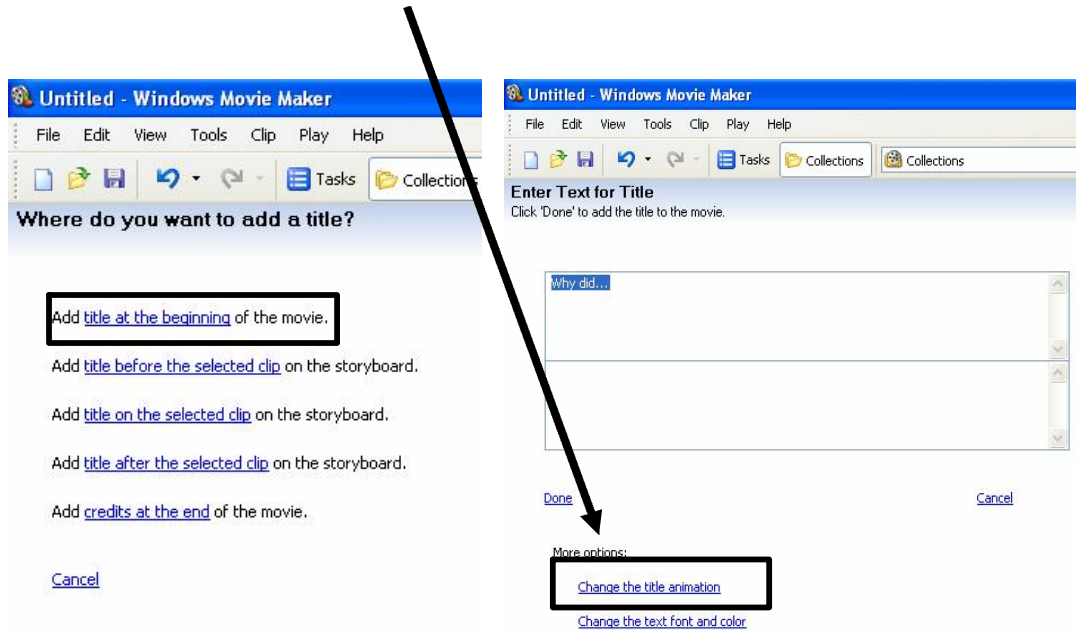 Untitled - Windows Movie Maker
File Edit View Tools Clip Play Help
Tasks Collections
Where do you want to add a title?
Add title at the beginning of the movie.
Add title before the selected clip on the storyboard.
Add title on the selected clip on the storyboard.
Add title after the selected clip on the storyboard.
Add credits at the end of the movie.
Cancel
Untitled - Windows Movie Maker
File Edit View Tools Clip Play Help
Tasks Collections Collections
Enter Text for Title
Click 'Done' to add the title to the movie.
Why did...
Done Cancel
More options:
Change the title animation
Change the text font and color